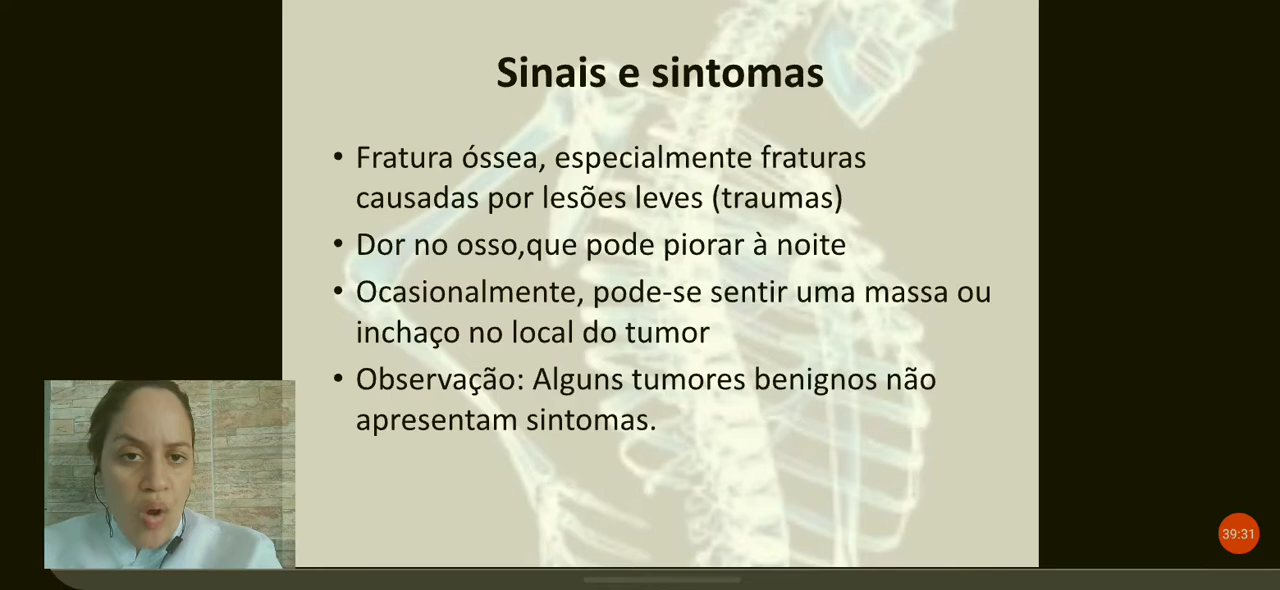 Sinais e sintomas
• Fratura óssea, especialmente fraturas
causadas por lesões leves (traumas)
• Dor no osso,que pode piorar à noite
• Ocasionalmente, pode-se sentir uma massa ou
inchaço no local do tumor
• Observação: Alguns tumores benignos não
apresentam sintomas.
39:31